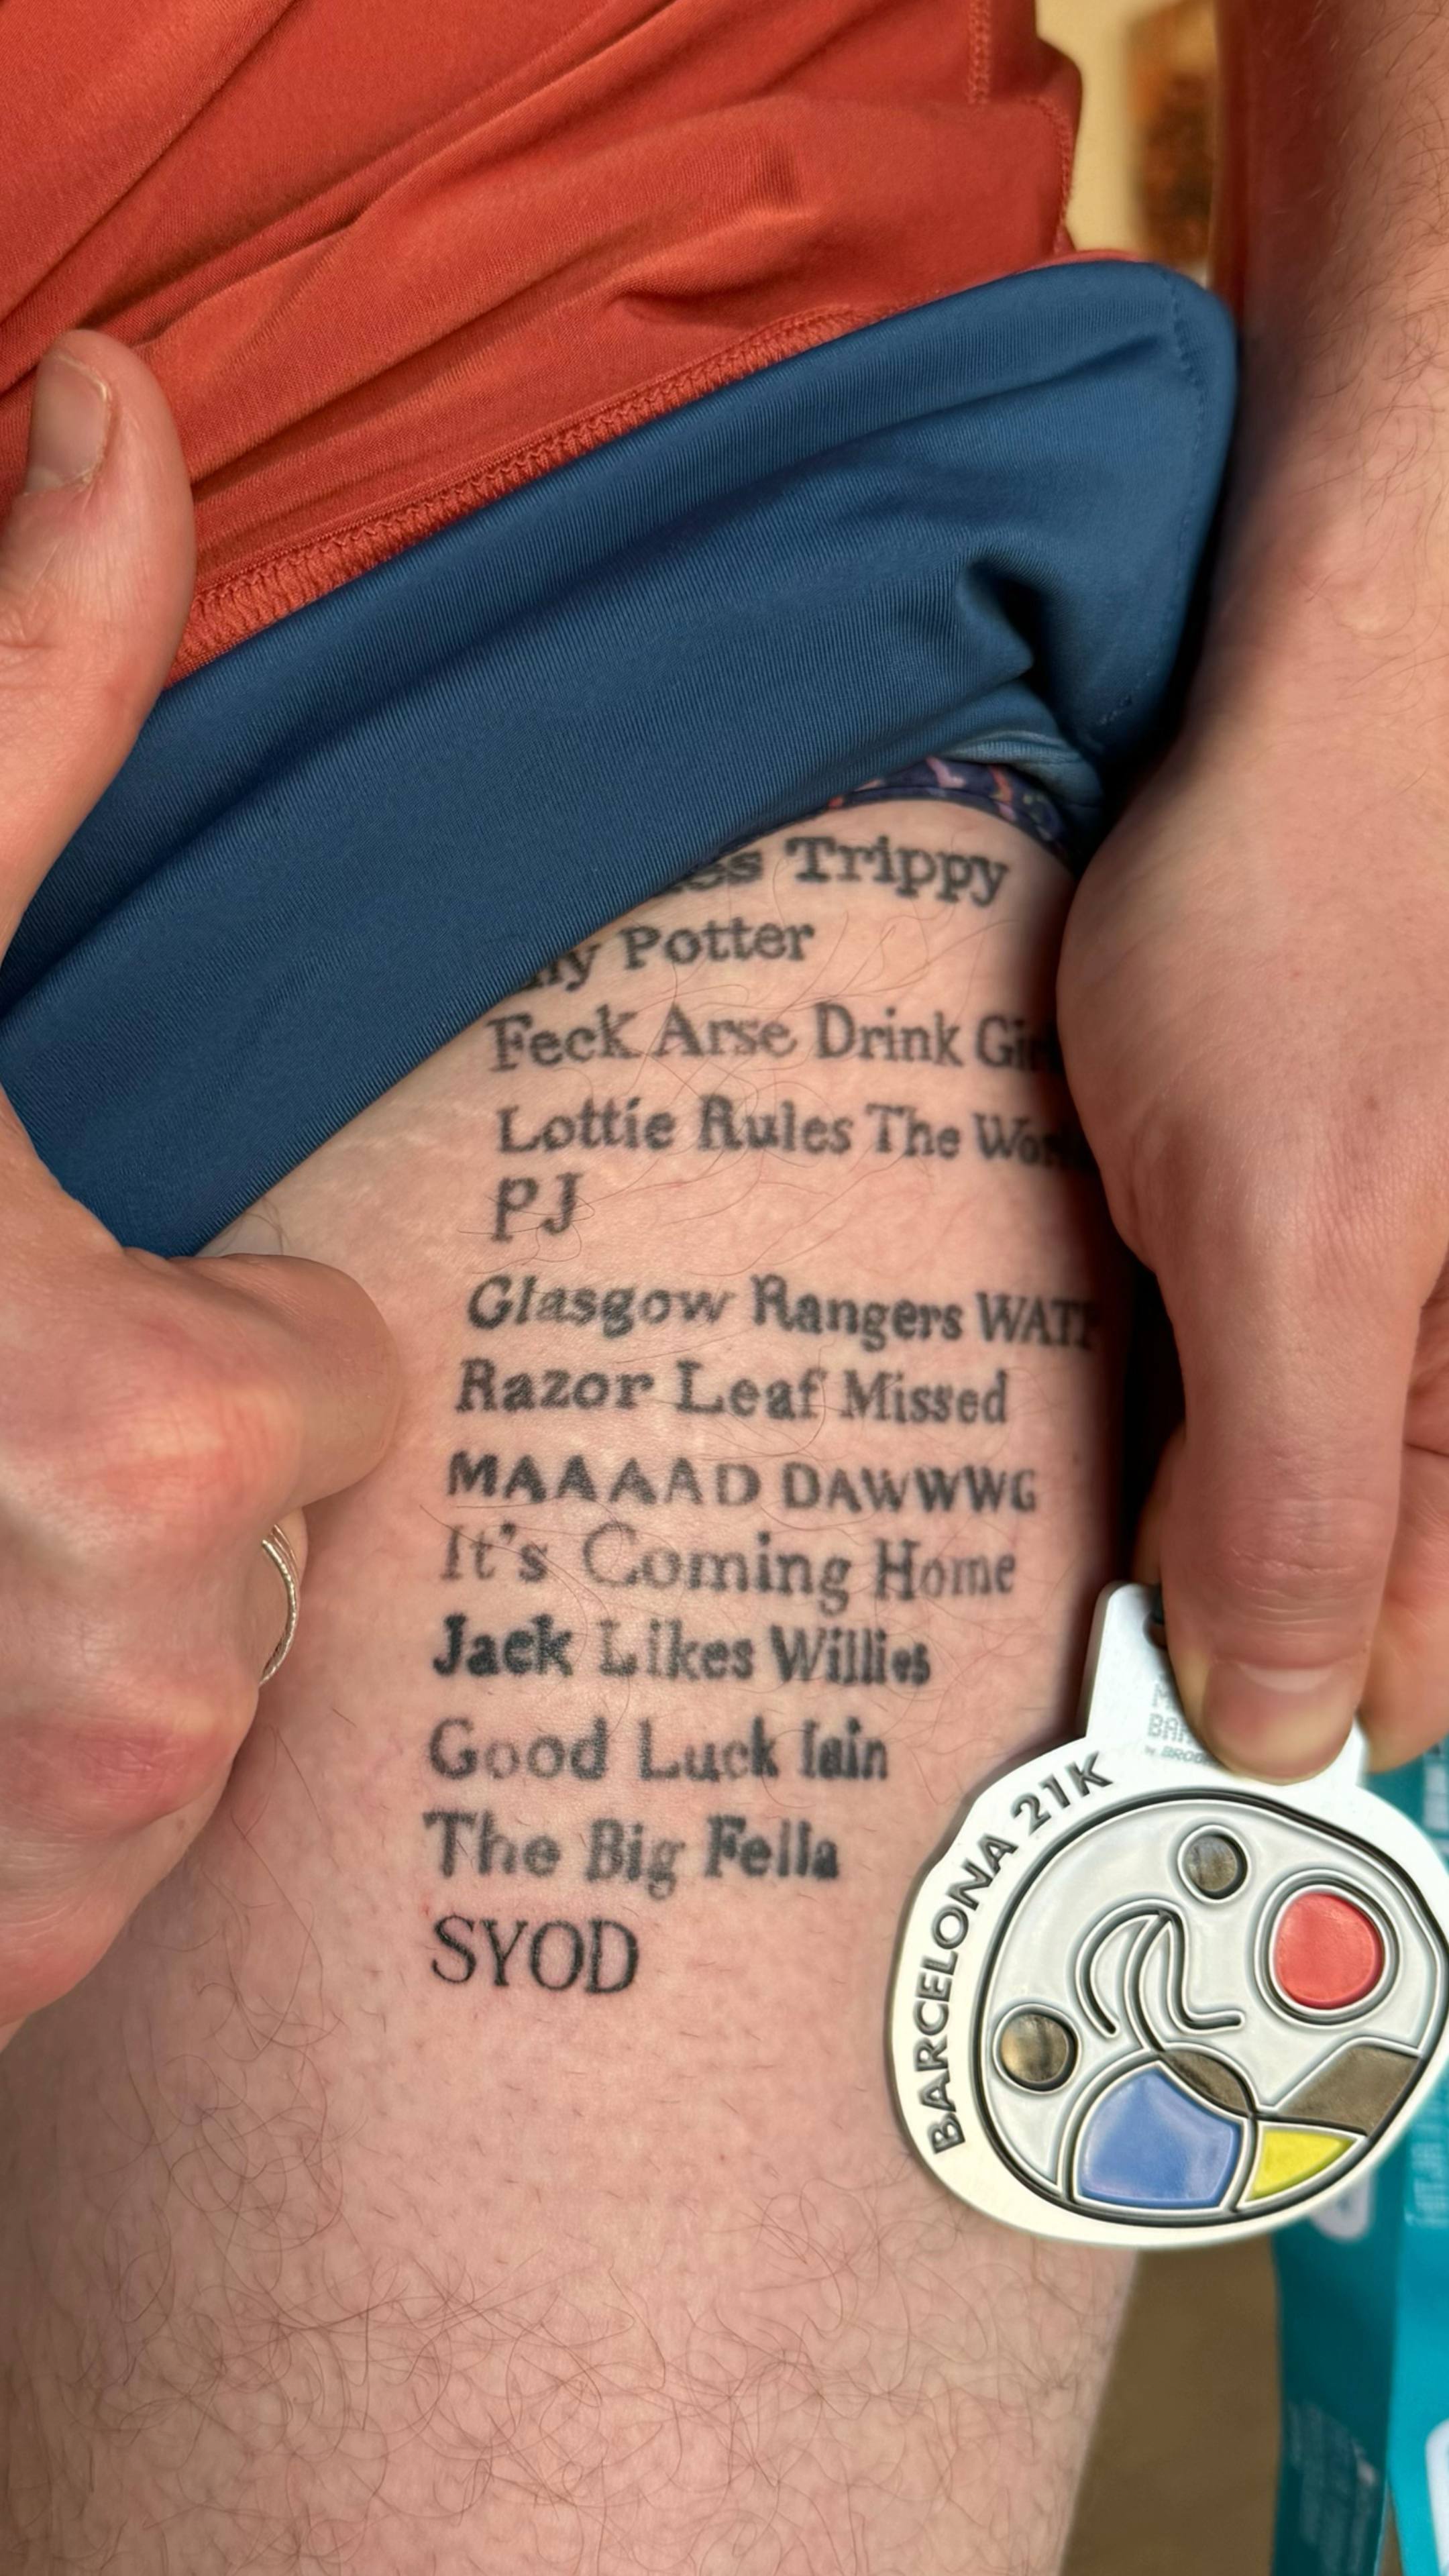 Trippy
Potter
Feck Arse Drink
Lottie Rules The
PJ
Glasgow Rangers
Razor Leaf Missed
MAAAAD DAWWWG
It's Coming Home
Jack Likes Willies
Good Luck Iain
The Big Fella
SYOD
BARCELONA 21K